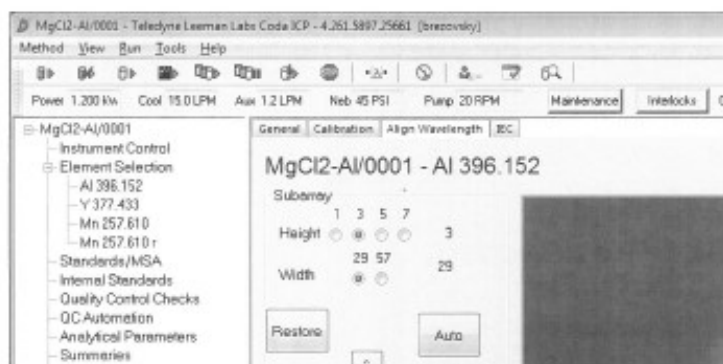 MgCl2-Al/0001 - Teledyne Leeman Labs Coda ICP - 4.261.5897.25661 (brezovsky)
Method View Run Tools Help
Power 1.200 kW Cool 15.0 LPM Aux 1.2 LPM Neb 45 PSI Pump 20 RPM Maintenance Interlocks
MgCl2-Al/0001
Instrument Control
Element Selection
Al 396.152
Y 377.433
Mn 257.610
Mn 257.610 r
Standards/MSA
Internal Standards
Quality Control Checks
QC Automation
Analytical Parameters
Summaries
General Calibration Align Wavelength IEC
MgCl2-Al/0001 - Al 396.152
Subarray
1 3 5 7
Height 3
29 57
Width 29
Restore Auto